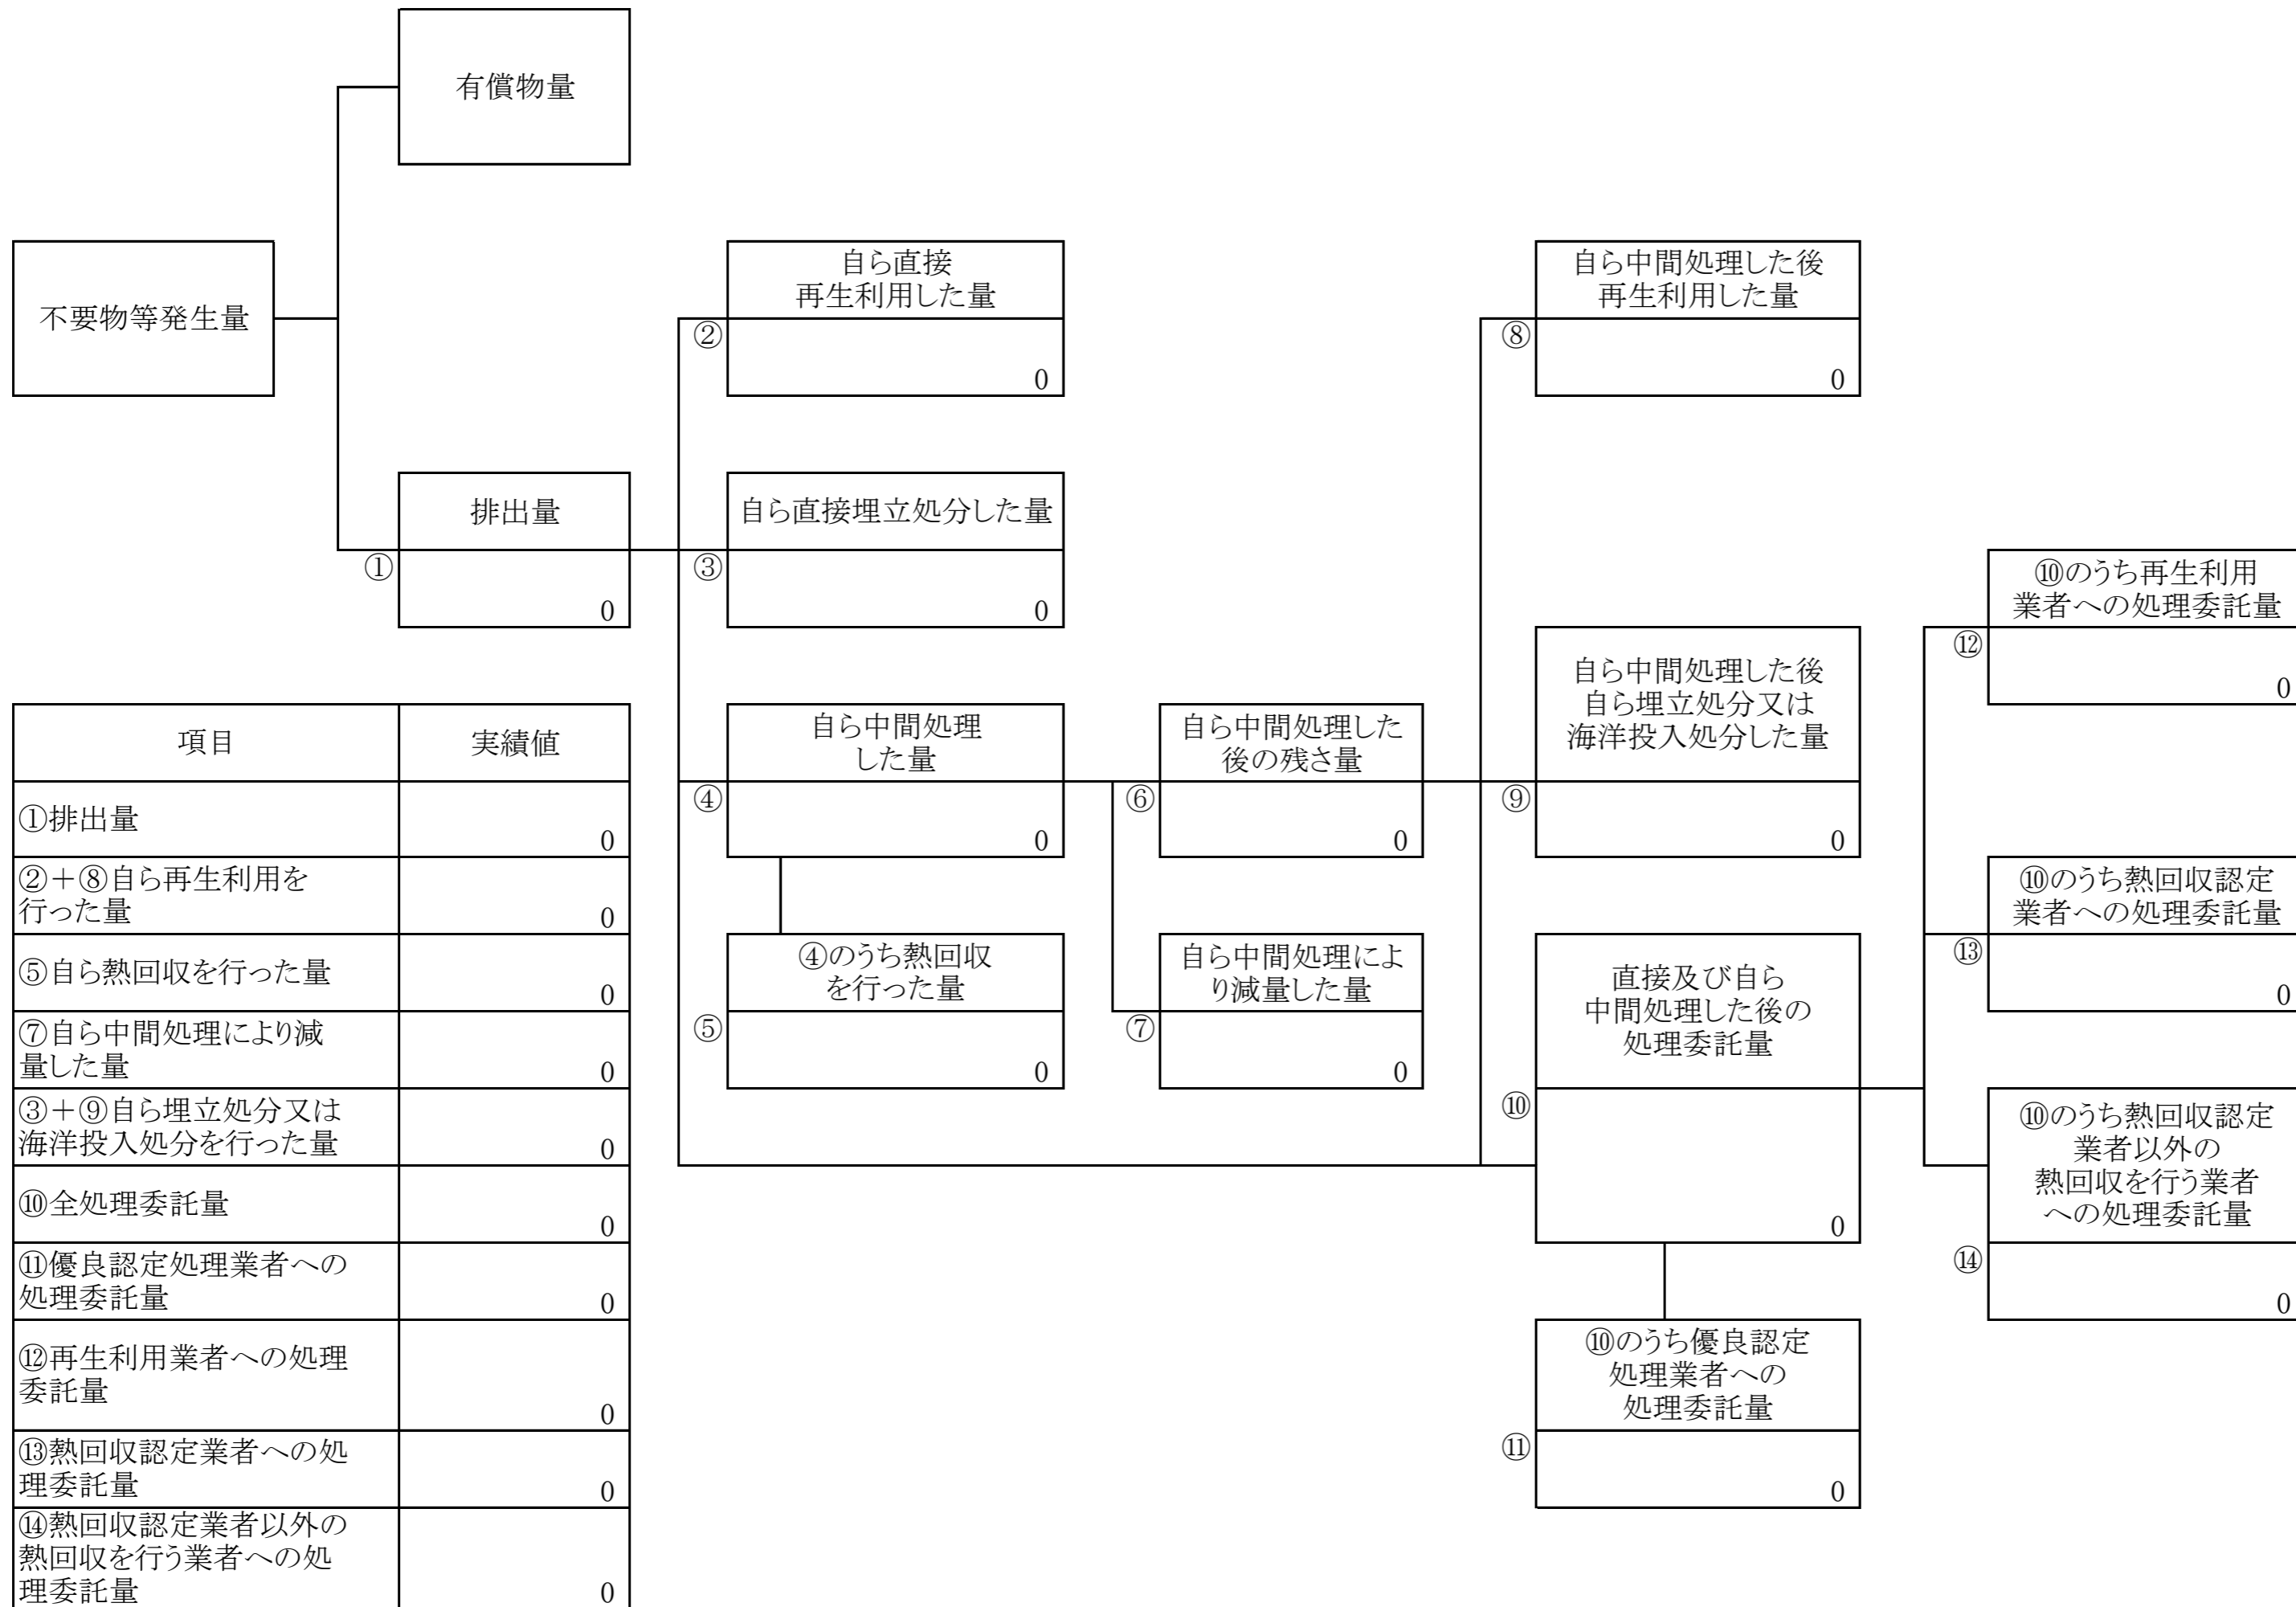 有償物量
不要物等発生量
自ら直接
再生利用した量
②
0
自ら中間処理した後
再生利用した量
⑧
0
排出量
①
0
自ら直接埋立処分した量
③
0
⑩のうち再生利用
業者への処理委託量
⑫
0
自ら中間処理
した量
④
0
自ら中間処理した
後の残さ量
⑥
0
自ら中間処理した後
自ら埋立処分又は
海洋投入処分した量
⑨
0
⑩のうち熱回収認定
業者への処理委託量
⑬
0
④のうち熱回収
を行った量
⑤
0
自ら中間処理によ
り減量した量
⑦
0
直接及び自ら
中間処理した後の
処理委託量
⑩
0
⑩のうち熱回収認定
業者以外の
熱回収を行う業者
への処理委託量
⑭
0
⑩のうち優良認定
処理業者への
処理委託量
⑪
0
項目 実績値
①排出量
0
②＋⑧自ら再生利用を
行った量 0
⑤自ら熱回収を行った量
0
⑦自ら中間処理により減
量した量 0
③＋⑨自ら埋立処分又は
海洋投入処分を行った量 0
⑩全処理委託量
0
⑪優良認定処理業者への
処理委託量 0
⑫再生利用業者への処理
委託量
0
⑬熱回収認定業者への処
理委託量 0
⑭熱回収認定業者以外の
熱回収を行う業者への処
理委託量 0